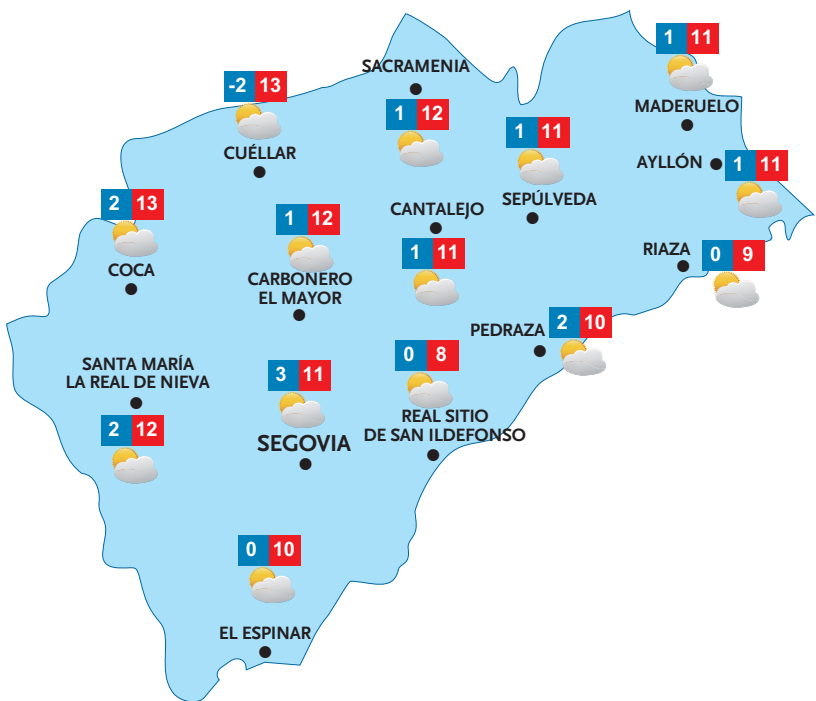 1 11
MADERUELO
SACRAMENIA
1 12
-2 13
CUÉLLAR
1 11
SEPÚLVEDA
AYLLÓN
1 11
2 13
COCA
1 12
CARBONERO
EL MAYOR
CANTALEJO
1 11
RIAZA
0 9
PEDRAZA
2 10
SANTA MARÍA
LA REAL DE NIEVA
2 12
3 11
SEGOVIA
0 8
REAL SITIO
DE SAN ILDEFONSO
0 10
EL ESPINAR